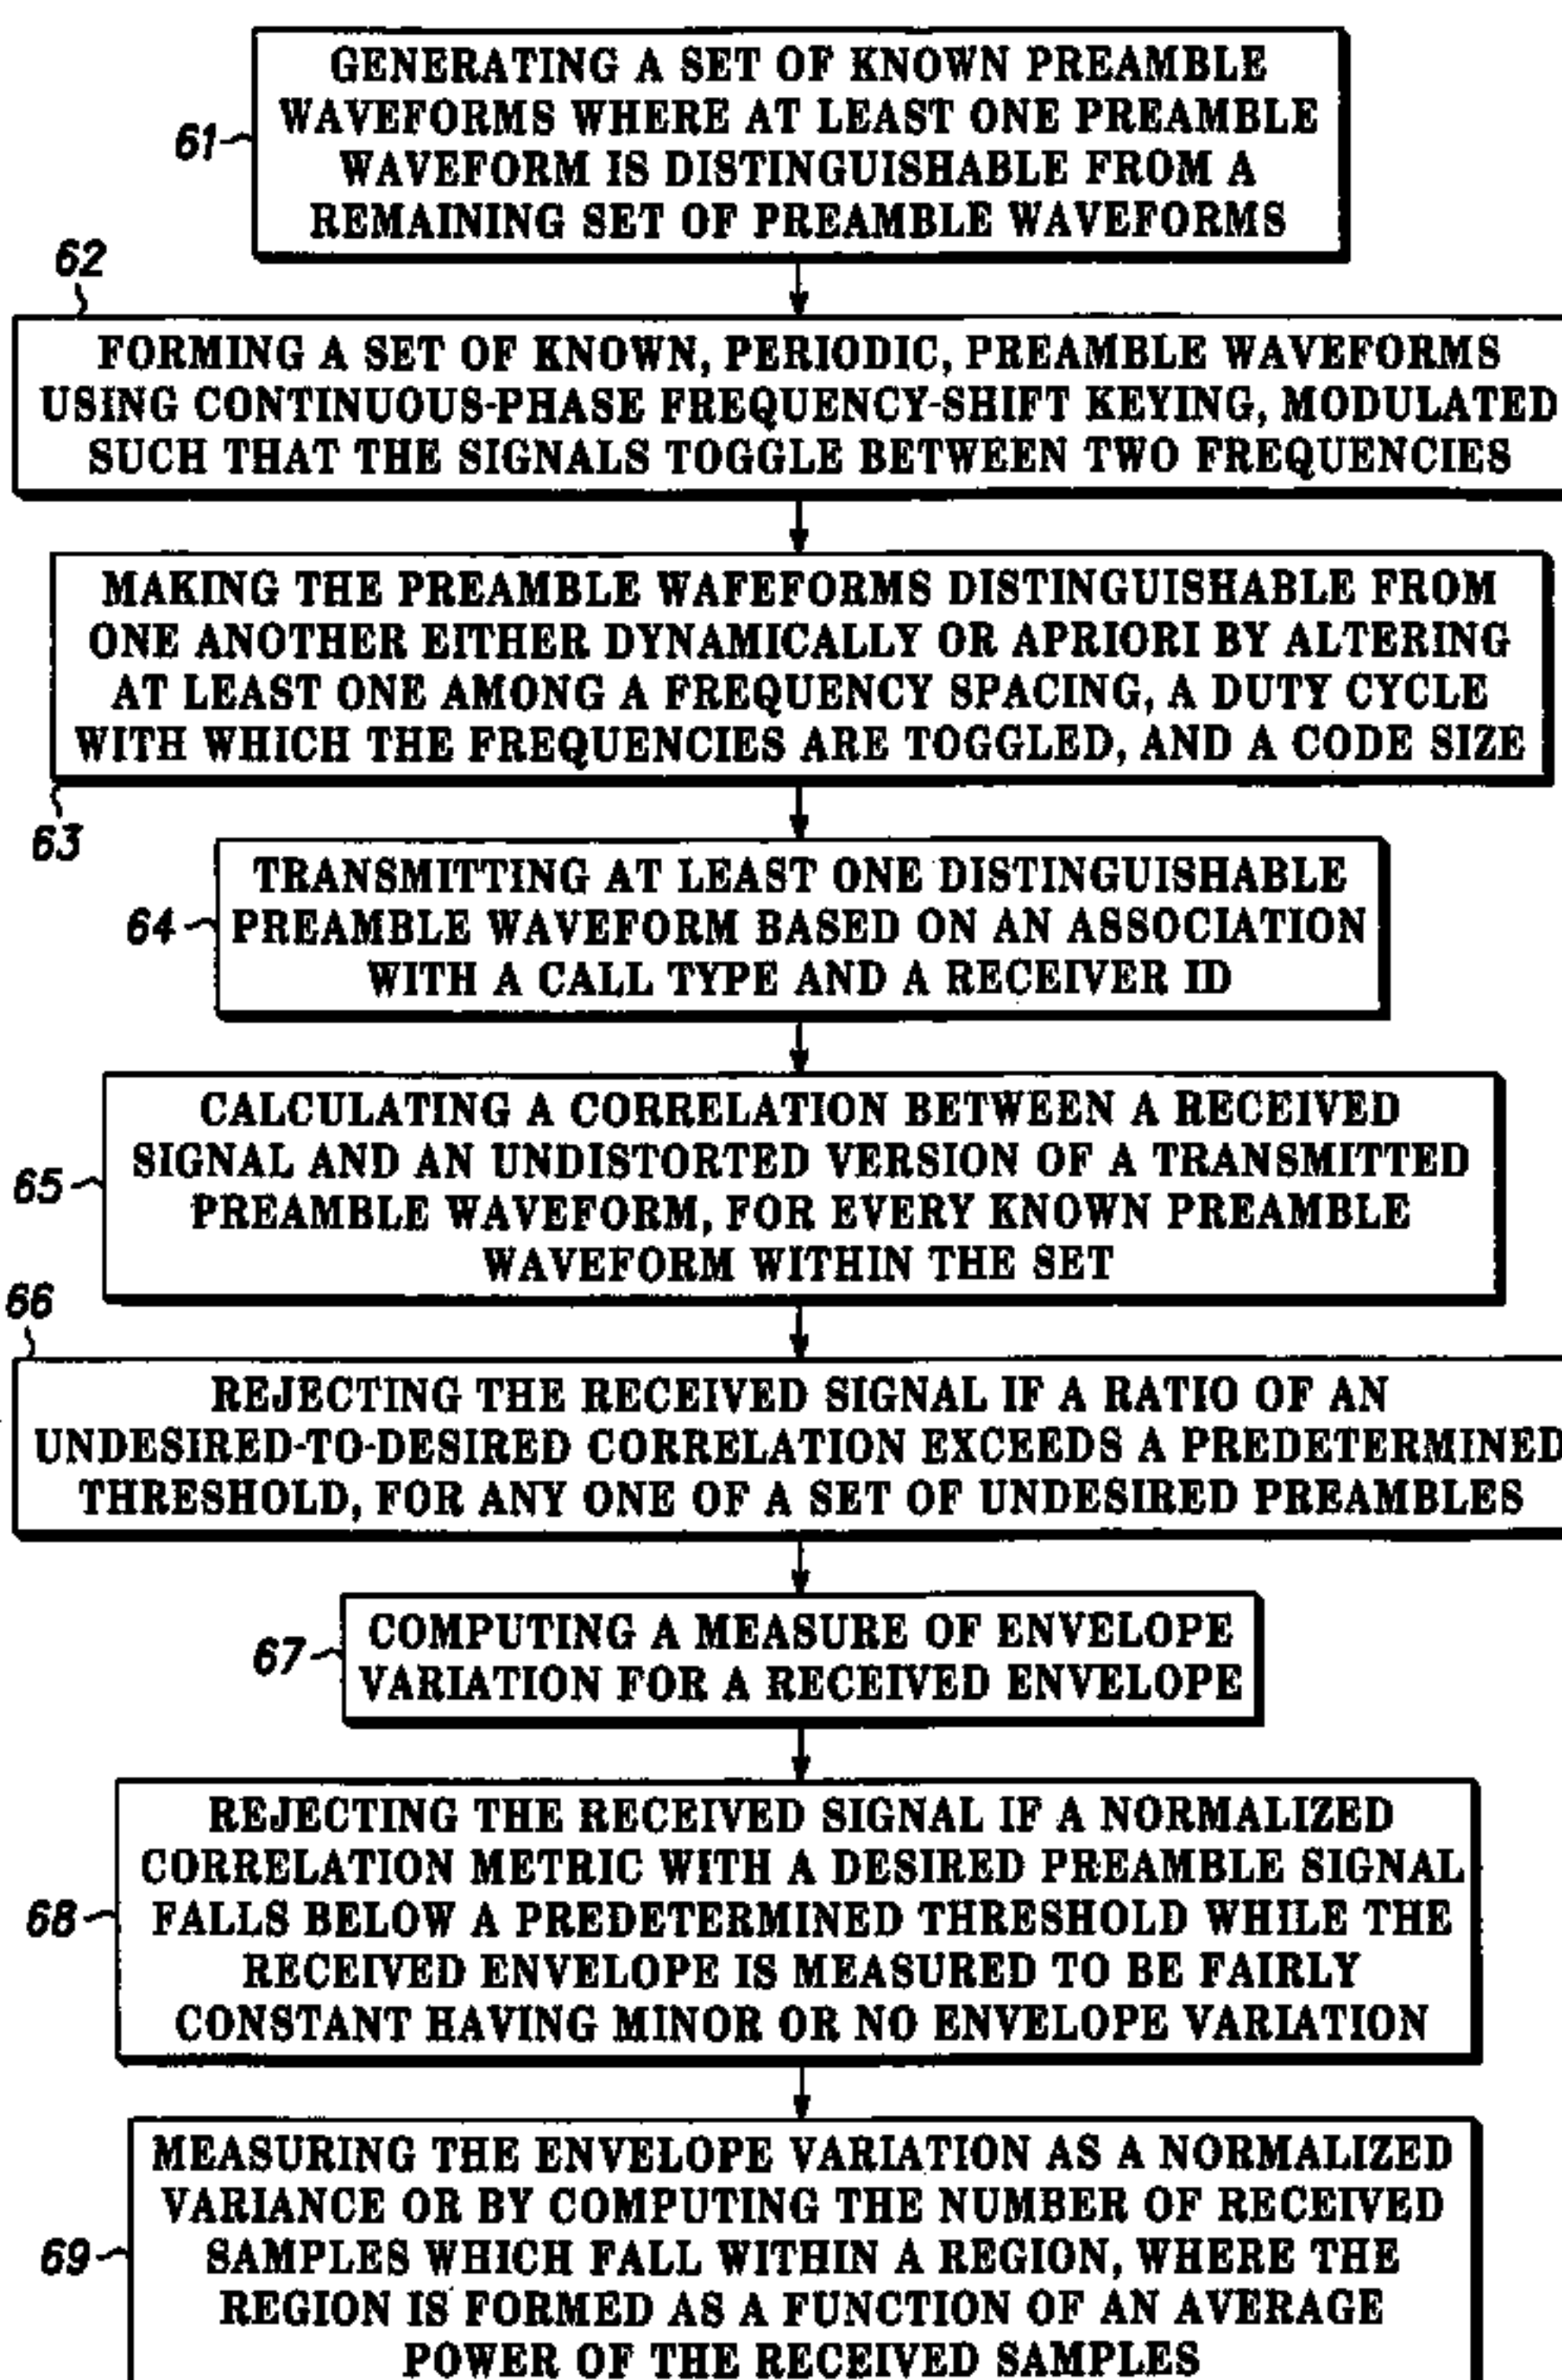 GENERATING A SET OF KNOWN PREAMBLE
WAVEFORMS WHERE AT LEAST ONE PREAMBLE
61
WAVEFORM IS DISTINGUISHABLE FROM A
REMAINING SET OF PREAMBLE WAVEFORMS
62
FORMING A SET OF KNOWN, PERIODIC, PREAMBLE WAVEFORMS
USING CONTINUOUS-PHASE FREQUENCY-SHIFT KEYING, MODULATED
SUCH THAT THE SIGNALS TOGGLE BETWEEN TWO FREQUENCIES
MAKING THE PREAMBLE WAFEFORMS DISTINGUISHABLE FROM
ONE ANOTHER EITHER DYNAMICALLY OR APRIORI BY ALTERING
AT LEAST ONE AMONG A FREQUENCY SPACING, A DUTY CYCLE
WITH WHICH THE FREQUENCIES ARE TOGGLED, AND A CODE SIZE
63
TRANSMITTING AT LEAST ONE DISTINGUISHABLE
64
PREAMBLE WAVEFORM BASED ON AN ASSOCIATION
WITH A CALL TYPE AND A RECEIVER ID
CALCULATING A CORRELATION BETWEEN A RECEIVED
SIGNAL AND AN UNDISTORTED VERSION OF A TRANSMITTED
65
PREAMBLE WAVEFORM, FOR EVERY KNOWN PREAMBLE
WAVEFORM WITHIN THE SET
66
REJECTING THE RECEIVED SIGNAL IF A RATIO OF AN
UNDESIRED-TO-DESIRED CORRELATION EXCEEDS A PREDETERMINED
THRESHOLD, FOR ANY ONE OF A SET OF UNDESIRED PREAMBLES
COMPUTING A MEASURE OF ENVELOPE
67
VARIATION FOR A RECEIVED ENVELOPE
REJECTING THE RECEIVED SIGNAL IF A NORMALIZED
CORRELATION METRIC WITH A DESIRED PREAMBLE SIGNAL
68
FALLS BELOW A PREDETERMINED THRESHOLD WHILE THE
RECEIVED ENVELOPE IS MEASURED TO BE FAIRLY
CONSTANT HAVING MINOR OR NO ENVELOPE VARIATION
MEASURING THE ENVELOPE VARIATION AS A NORMALIZED
VARIANCE OR BY COMPUTING THE NUMBER OF RECEIVED
69
SAMPLES WHICH FALL WITHIN A REGION, WHERE THE
REGION IS FORMED AS A FUNCTION OF AN AVERAGE
POWER OF THE RECEIVED SAMPLES